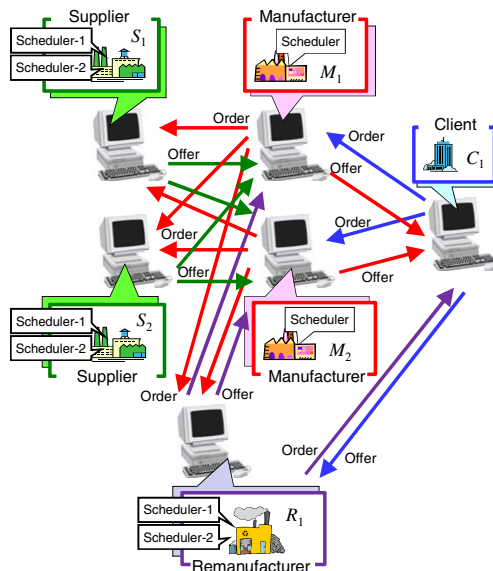 Supplier
Manufacturer
Scheduler-1
Scheduler-2
S1
Scheduler
M1
Client
C1
Order
Order
Offer
Offer
Order
Order
Offer
Offer
Scheduler-1
Scheduler-2
S2
Supplier
Scheduler
M2
Manufacturer
Order
Offer
Order
Offer
Scheduler-1
Scheduler-2
R1
Remanufacturer